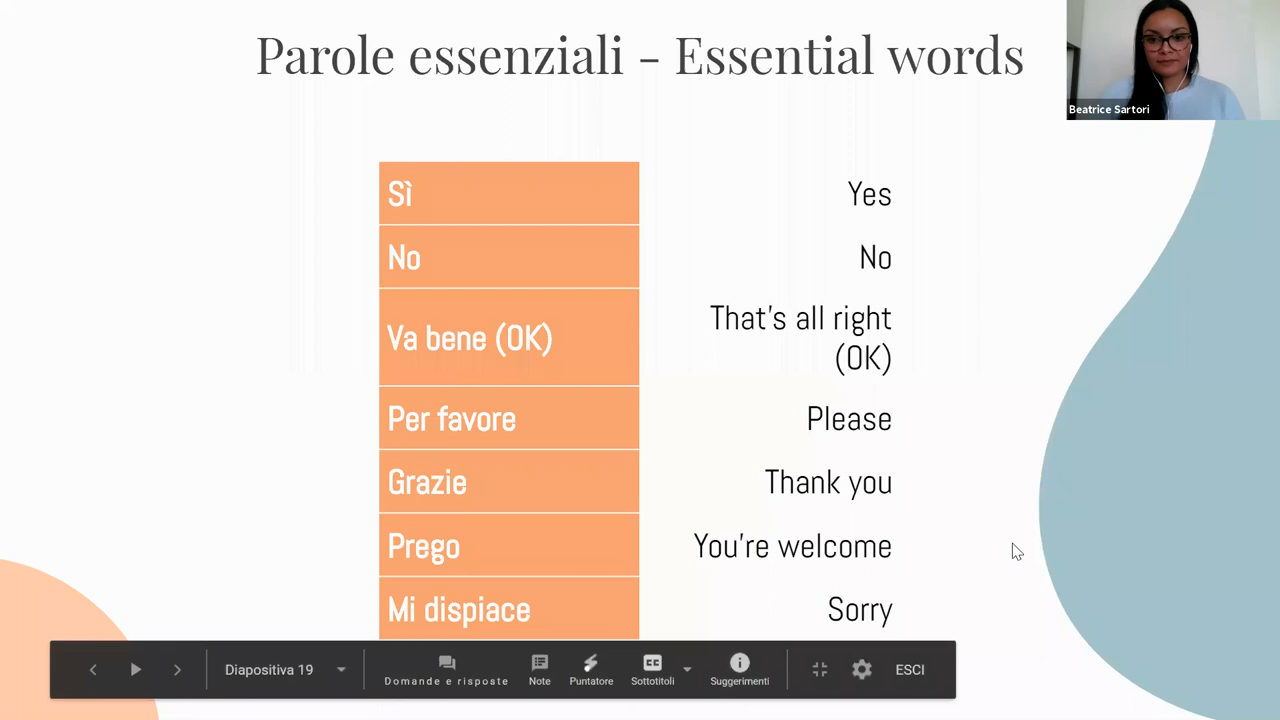 Parole essenziali – Essential words
Beatrice Sartori
Sì Yes
No No
Va bene (OK) That's all right
(OK)
Per favore Please
Grazie Thank you
Prego You're welcome
Mi dispiace Sorry
Diapositiva 19
Domande e risposte
Note
Puntatore
CC
Sottotitoli
Suggerimenti
ESCI